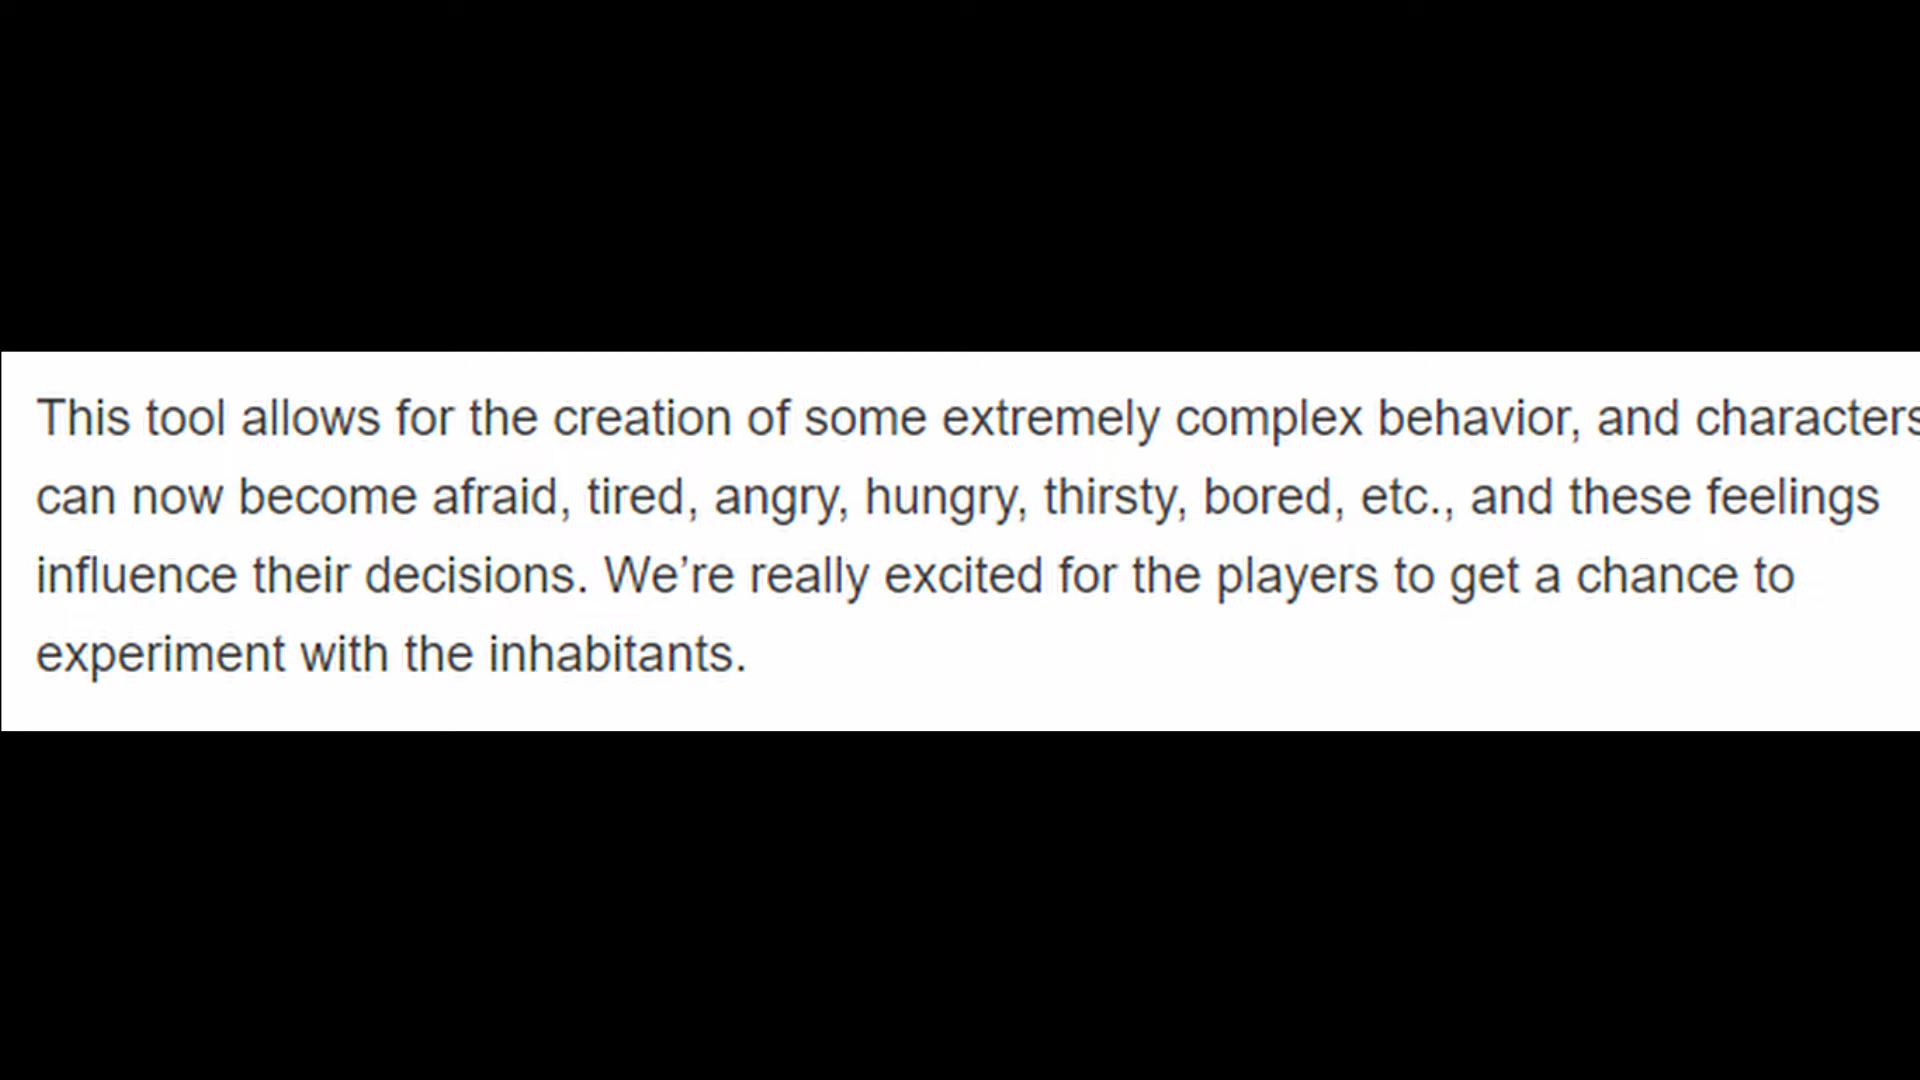 This tool allows for the creation of some extremely complex behavior, and characters
can now become afraid, tired, angry, hungry, thirsty, bored, etc., and these feelings
influence their decisions. We’re really excited for the players to get a chance to
experiment with the inhabitants.